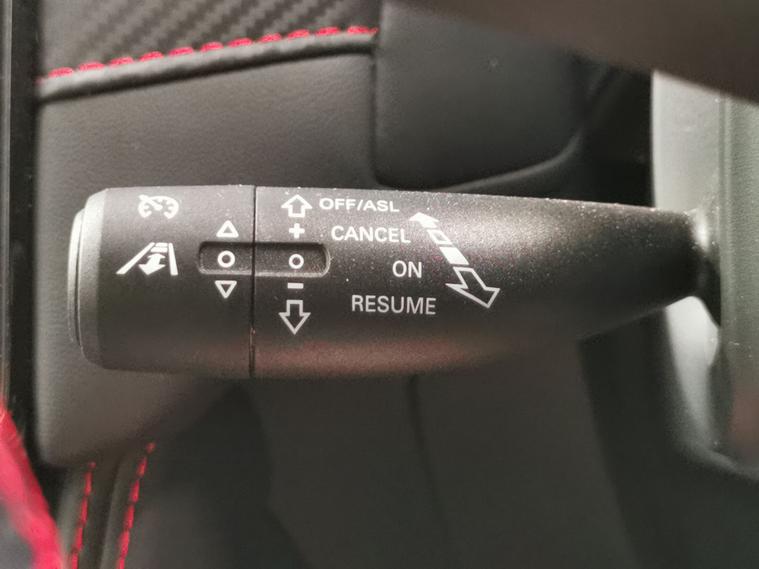 OFF/ASL
+ CANCEL
ON
- RESUME